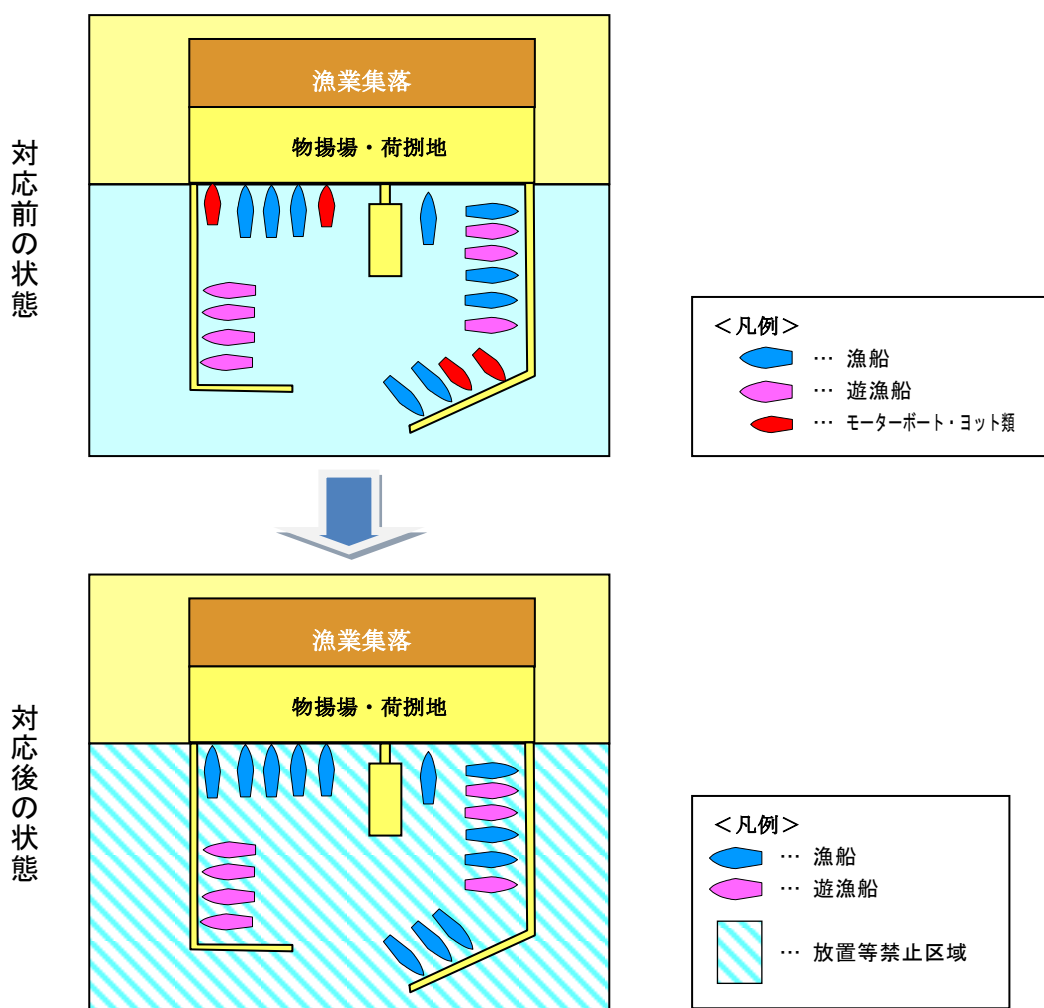 対応前の状態
漁業集落
物揚場・荷捌地
＜凡例＞
… 漁船
… 遊漁船
… モーターボート・ヨット類
対応後の状態
漁業集落
物揚場・荷捌地
＜凡例＞
… 漁船
… 遊漁船
… 放置等禁止区域